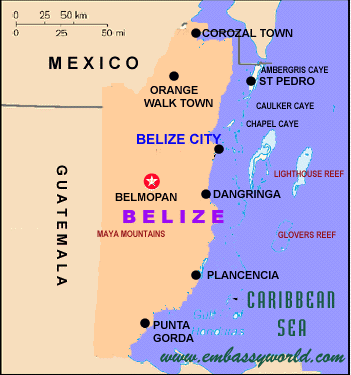 0 25 50 km
0 25 50 mi
COROZAL TOWN
MEXICO
AMBERGRIS CAYE
ST PEDRO
ORANGE
WALK TOWN
CAULKER CAYE
CHAPEL CAYE
BELIZE CITY
LIGHTHOUSE REEF
GUATEMALA
BELMOPAN
DANGRINGA
BELIZE
MAYA MOUNTAINS
GLOVERS REEF
PLANCENCIA
CARIBBEAN
SEA
Gulf
Honduras
PUNTA
GORDA
www.embassyworld.com